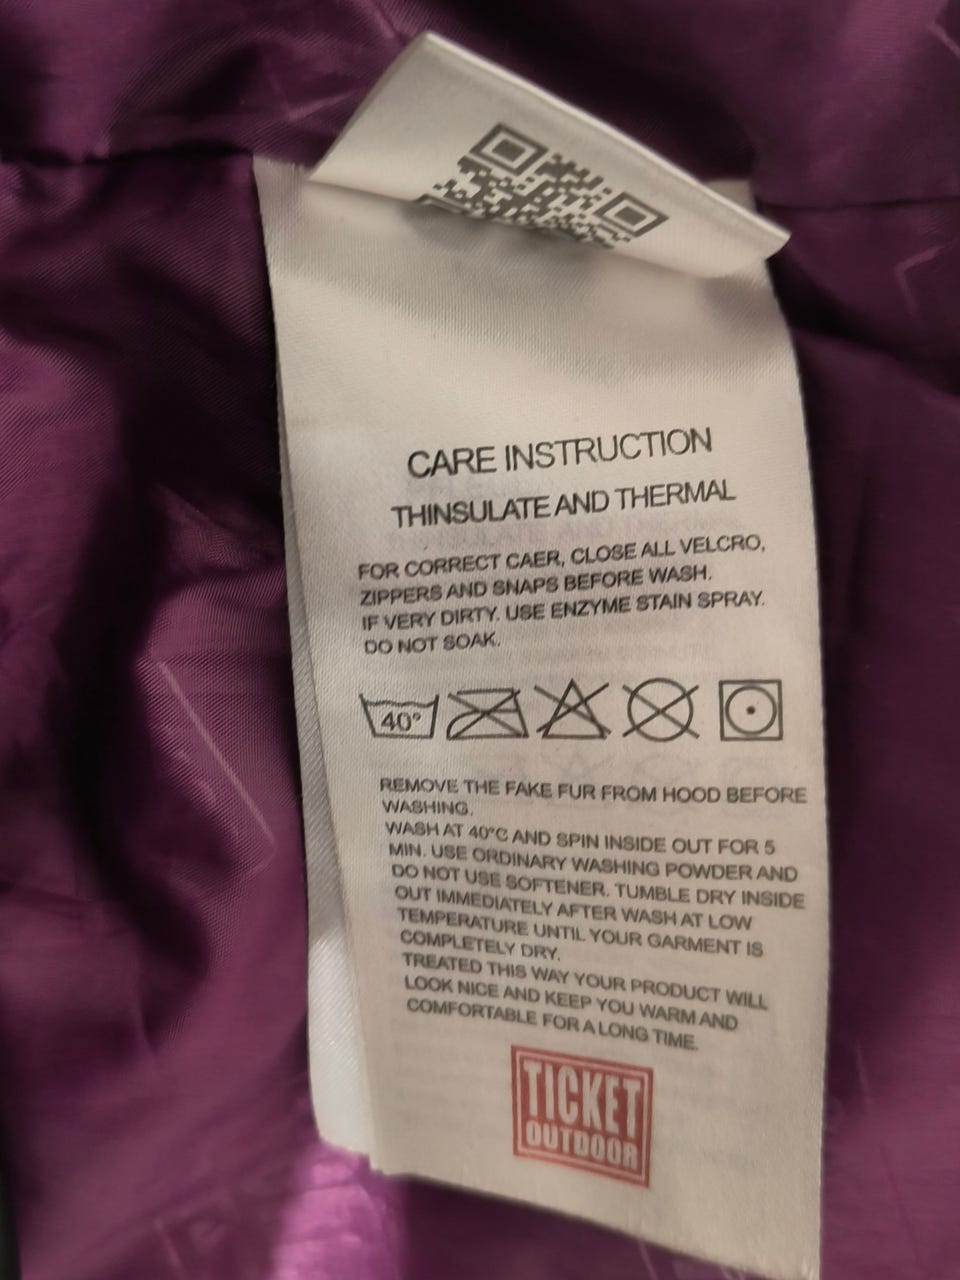 CARE INSTRUCTION
THINSULATE AND THERMAL
FOR CORRECT CAER, CLOSE ALL VELCRO,
ZIPPERS AND SNAPS BEFORE WASH.
IF VERY DIRTY. USE ENZYME STAIN SPRAY.
DO NOT SOAK.
40°
REMOVE THE FAKE FUR FROM HOOD BEFORE
WASHING.
WASH AT 40°C AND SPIN INSIDE OUT FOR 5
MIN. USE ORDINARY WASHING POWDER AND
DO NOT USE SOFTENER. TUMBLE DRY INSIDE
OUT IMMEDIATELY AFTER WASH AT LOW
TEMPERATURE UNTIL YOUR GARMENT IS
COMPLETELY DRY.
TREATED THIS WAY YOUR PRODUCT WILL
LOOK NICE AND KEEP YOU WARM AND
COMFORTABLE FOR A LONG TIME.
TICKET
OUTDOOR